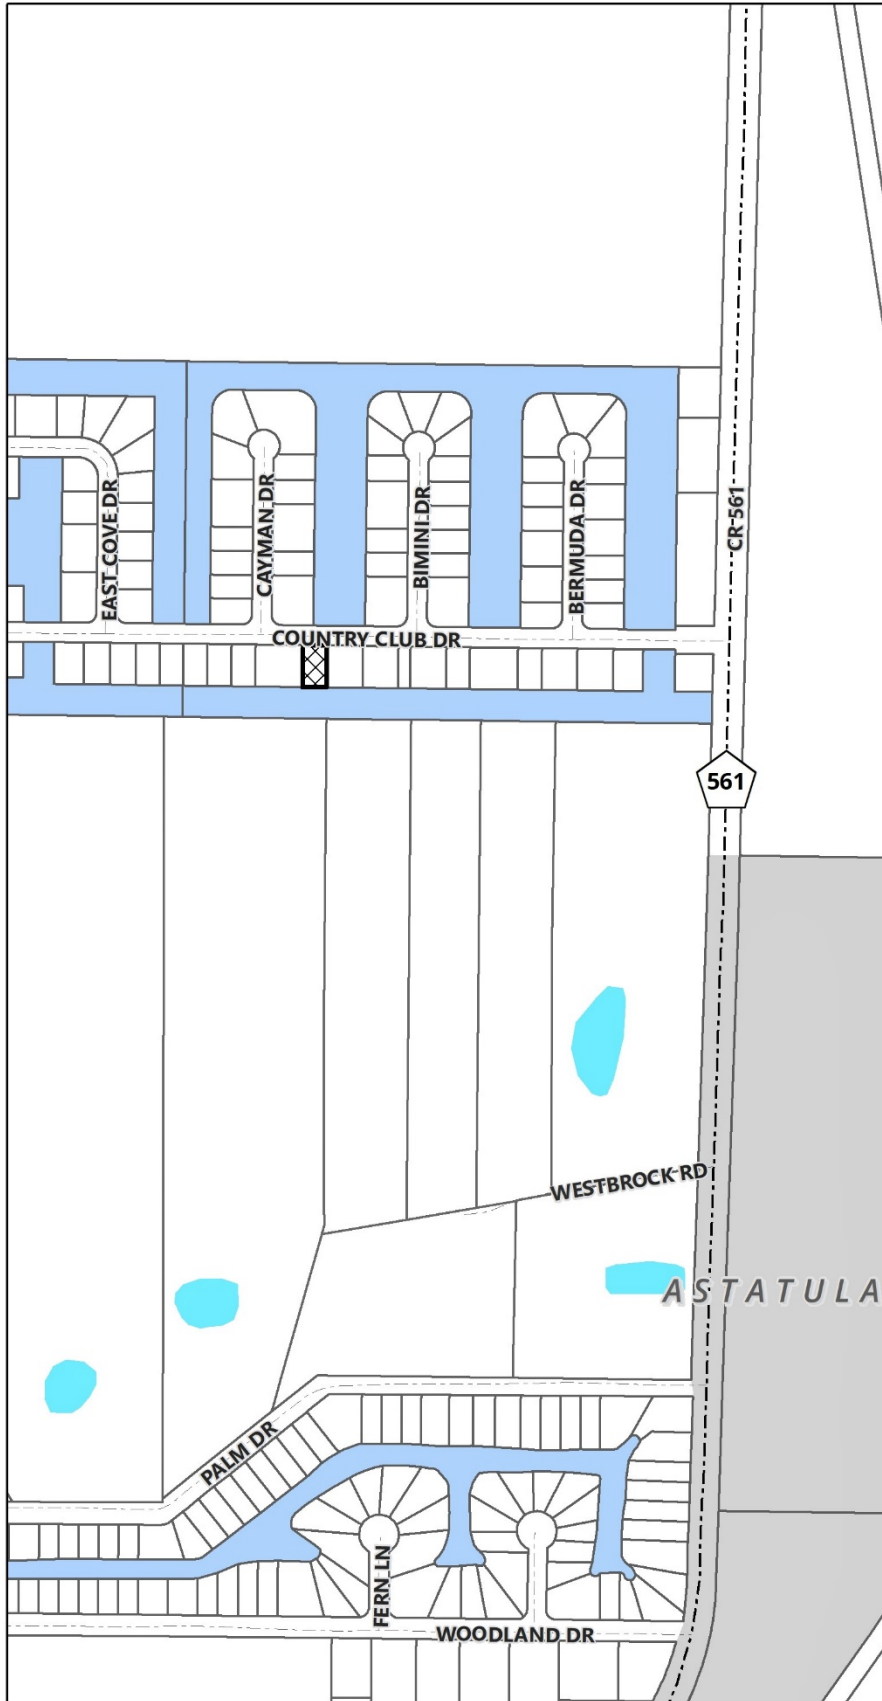 EAST COVE DR
CAYMAN DR
BIMINI DR
BERMUDA DR
CR 561
COUNTRY CLUB DR
561
WESTBROCK RD
ASTATULA
PALM DR
FERN LN
WOODLAND DR